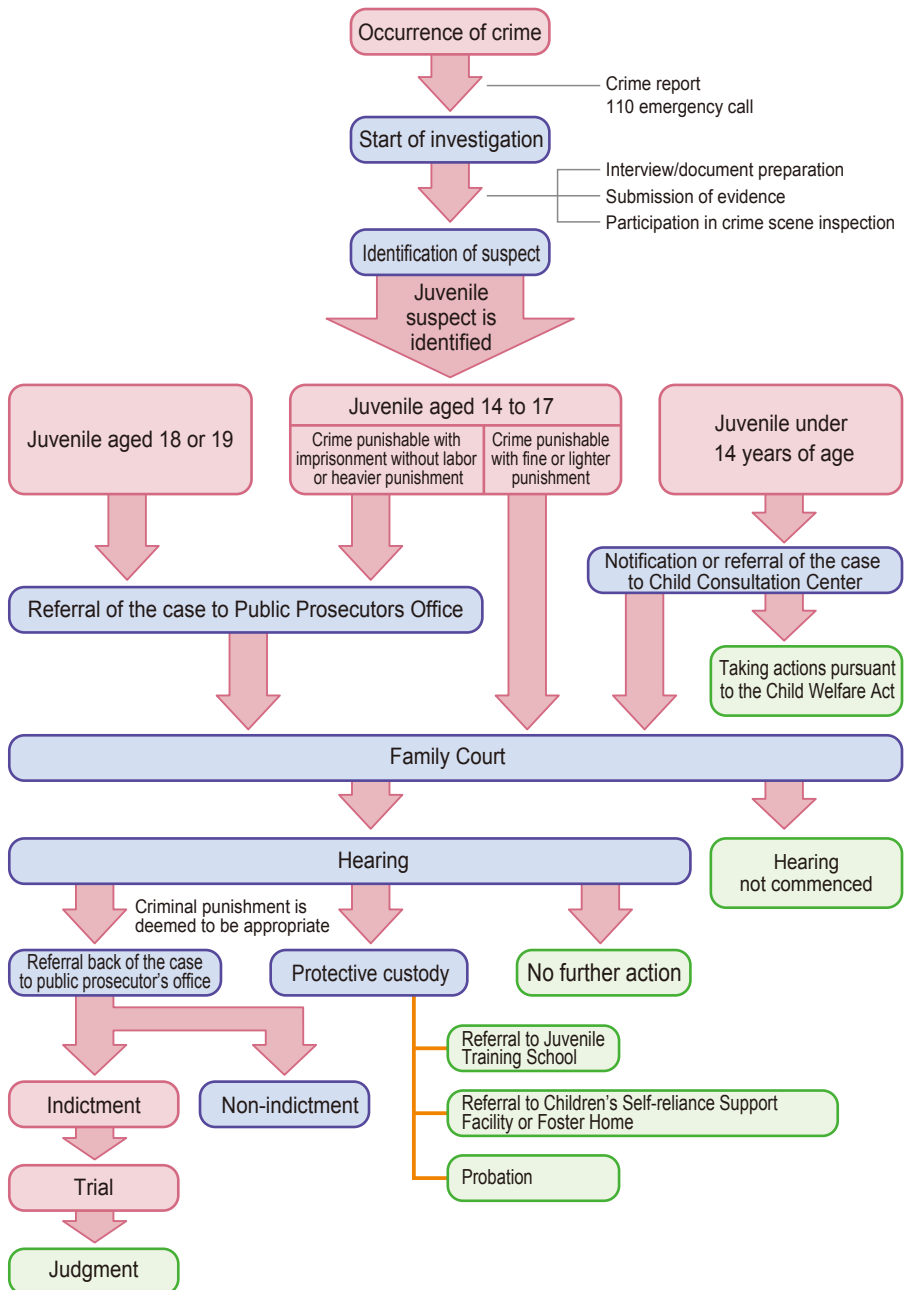 Occurrence of crime
Crime report
110 emergency call
Start of investigation
Interview/document preparation
Submission of evidence
Participation in crime scene inspection
Identification of suspect
Juvenile
suspect is
identified
Juvenile aged 18 or 19
Juvenile aged 14 to 17
Crime punishable with
imprisonment without labor
or heavier punishment
Crime punishable
with fine or lighter
punishment
Juvenile under
14 years of age
Notification or referral of the case
to Child Consultation Center
Referral of the case to Public Prosecutors Office
Taking actions pursuant
to the Child Welfare Act
Family Court
Hearing
Hearing
not commenced
Criminal punishment is
deemed to be appropriate
Referral back of the case
to public prosecutor's office
Protective custody
No further action
Referral to Juvenile
Training School
Indictment
Non-indictment
Referral to Children's Self-reliance Support
Facility or Foster Home
Probation
Trial
Judgment